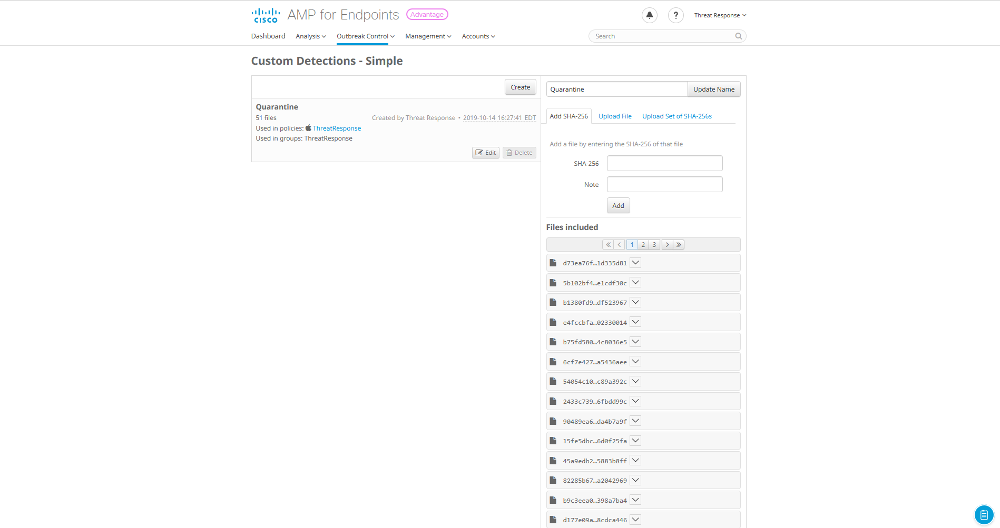 CISCO AMP for Endpoints Advantage
? Threat Response
Dashboard Analysis Outbreak Control Management Accounts
Search
Custom Detections - Simple
Create
Quarantine
51 files Created by Threat Response • 2019-10-14 16:27:41 EDT
Used in policies: ThreatResponse
Used in groups: ThreatResponse
Edit Delete
Quarantine Update Name
Add SHA-256 Upload File Upload Set of SHA-256s
Add a file by entering the SHA-256 of that file
SHA-256
Note
Add
Files included
« ‹ 1 2 3 › »
d73ea76f…1d335d81
5b102bf4…e1cdf30c
b1380fd9…df523967
e4fccbfa…02330014
b75fd580…4c8036e5
6cf7e427…a5436aee
54054c10…c89a392c
2433c739…6fbdd99c
90489ea6…da4b7a9f
15fe5dbc…6d0f25fa
45a9edb2…5883b8ff
82285b67…a2042969
b9c3eea0…398a7ba4
d177e09a…8cdca446